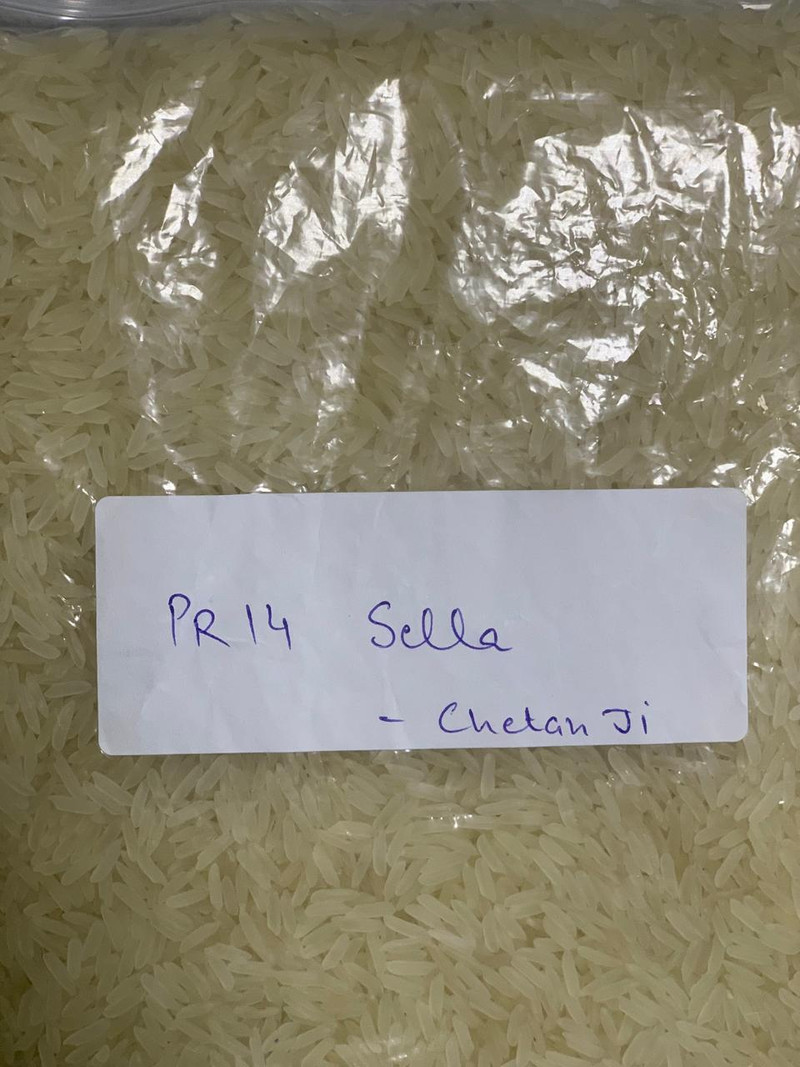 PR 14 Sella
- Chetan Ji